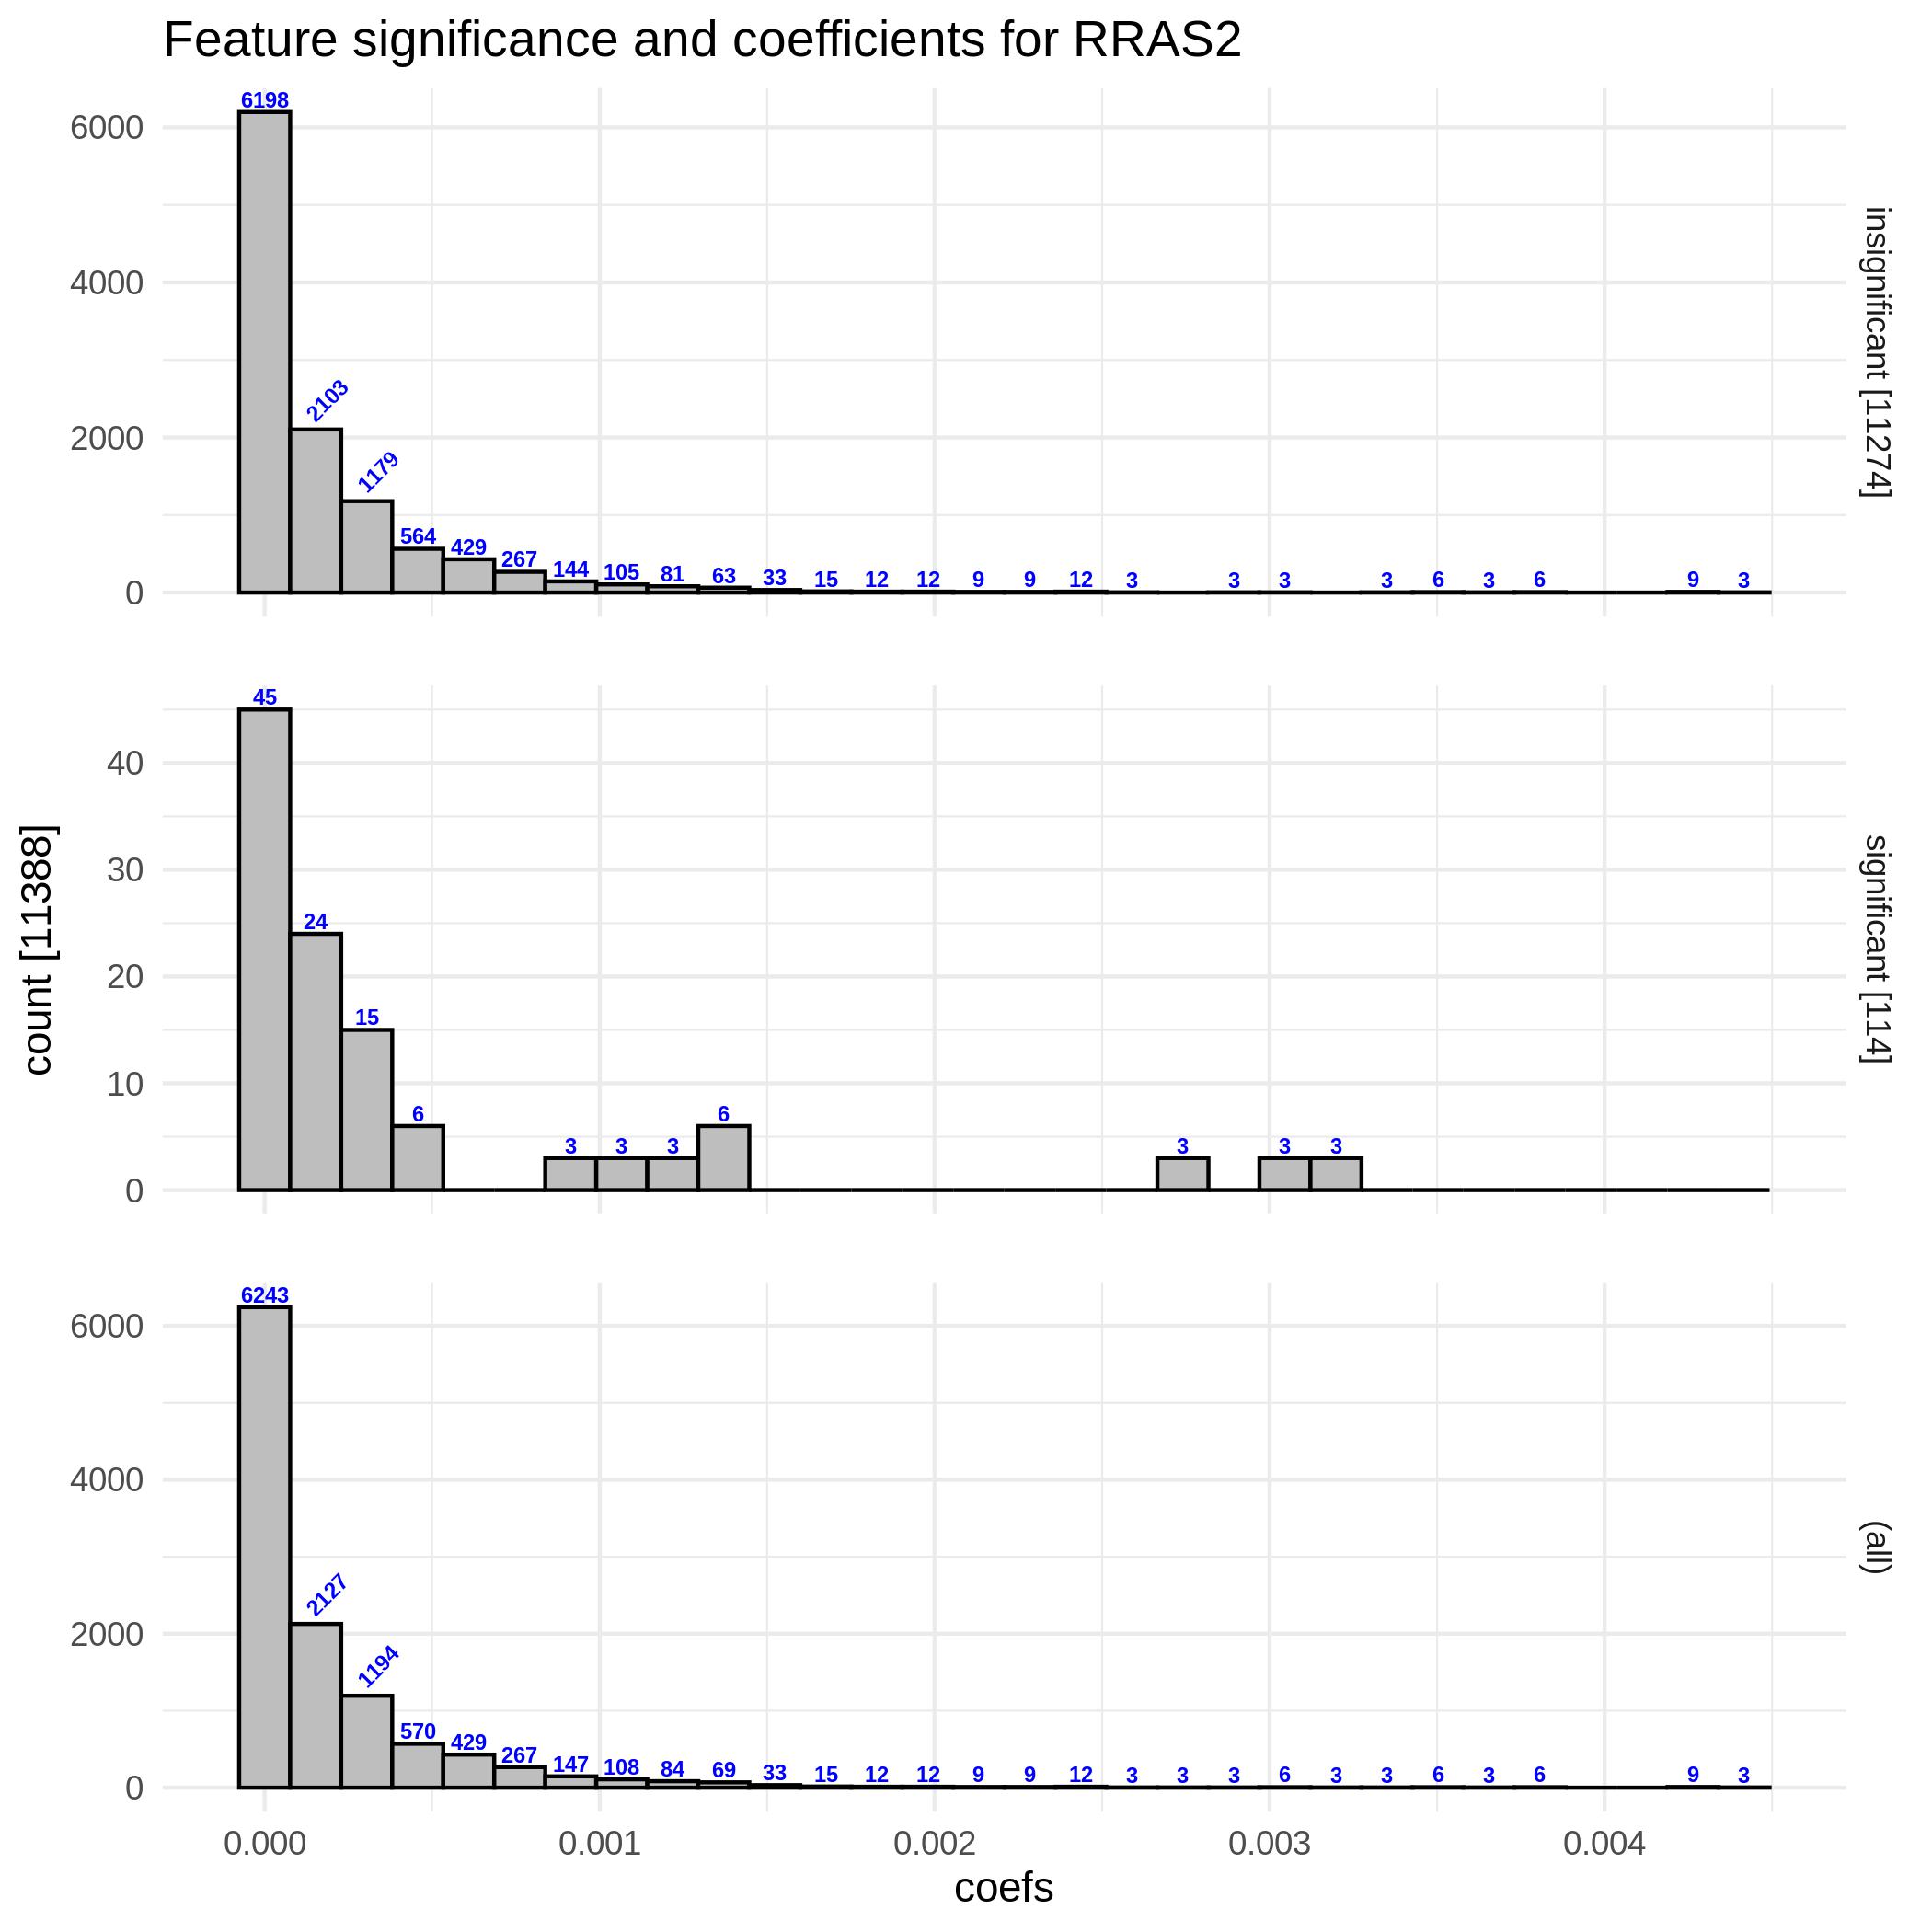 Feature significance and coefficients for RRAS2
6198
2103
1179
564 429 267 144 105 81 63 33 15 12 12 9 9 12 3 3 3 3 6 3 6 9 3
6000
4000
2000
0
insignificant [11274]
45
24
15
6 3 3 3 6 3 3 3
40
30
20
10
0
significant [114]
count [11388]
6243
2127
1194
570 429 267 147 108 84 69 33 15 12 12 9 9 12 3 3 3 6 3 3 6 3 6 9 3
6000
4000
2000
0
(all)
0.000 0.001 0.002 0.003 0.004
coefs